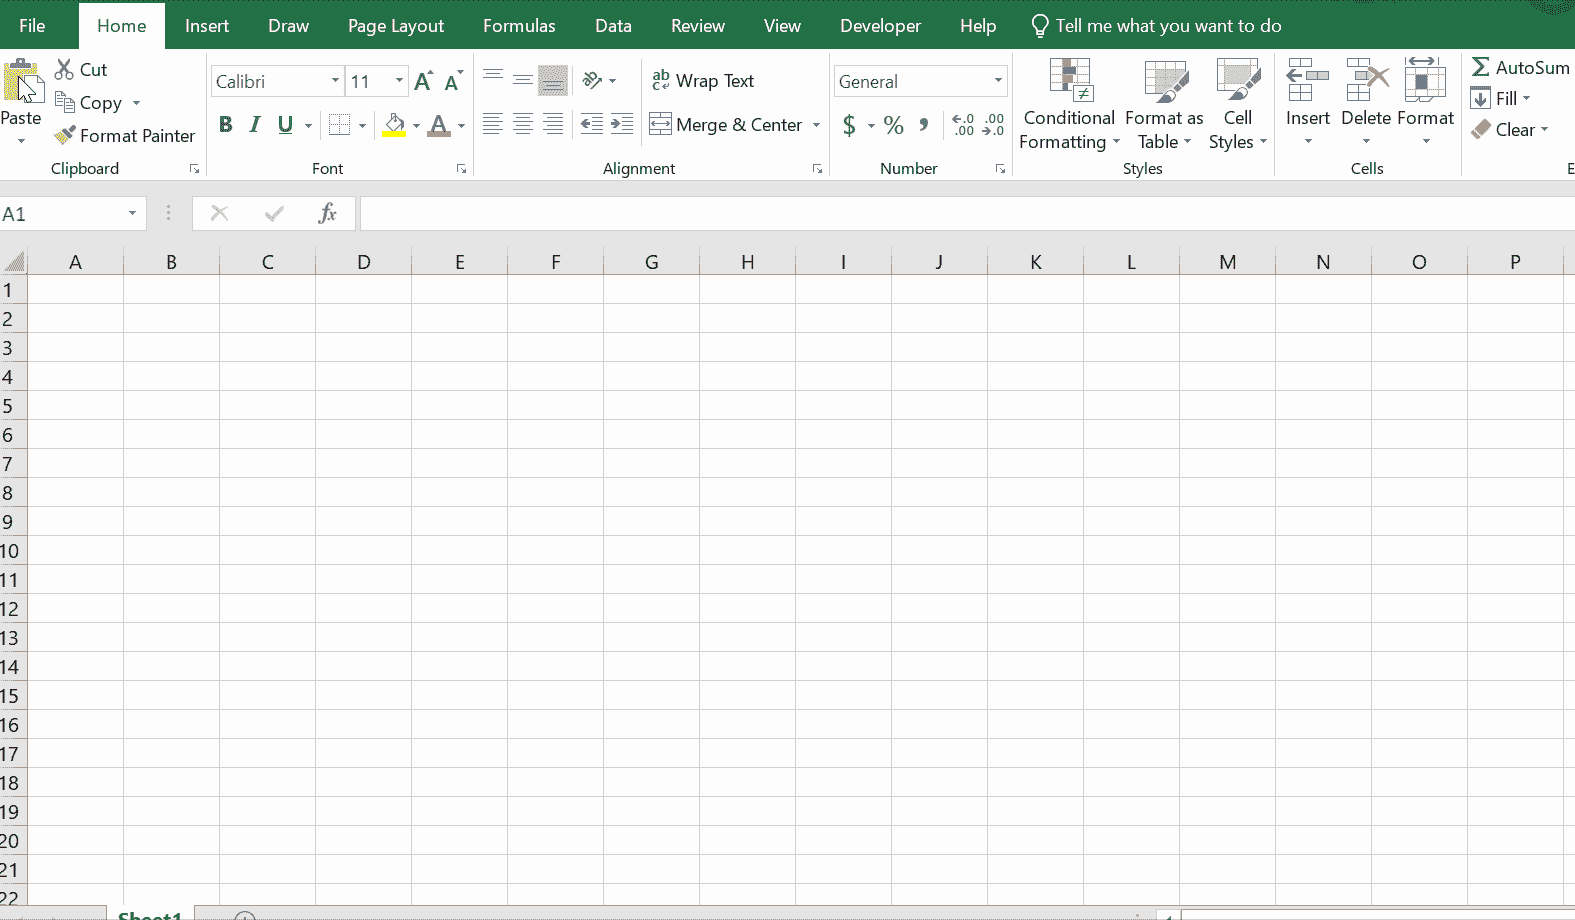 File Home Insert Draw Page Layout Formulas Data Review View Developer Help Tell me what you want to do
Cut
Copy
Format Painter
Paste
Clipboard
Calibri 11 A A
B I U A
Font
ab Wrap Text
c
Merge & Center
Alignment
General
$ % , .0 .00
.00 .0
Number
Conditional Formatting
Format as Table
Cell Styles
Styles
Insert Delete Format
Cells
Σ AutoSum
Fill
Clear
E
A1 fx
A B C D E F G H I J K L M N O P
1
2
3
4
5
6
7
8
9
10
11
12
13
14
15
16
17
18
19
20
21
22
Sheet1